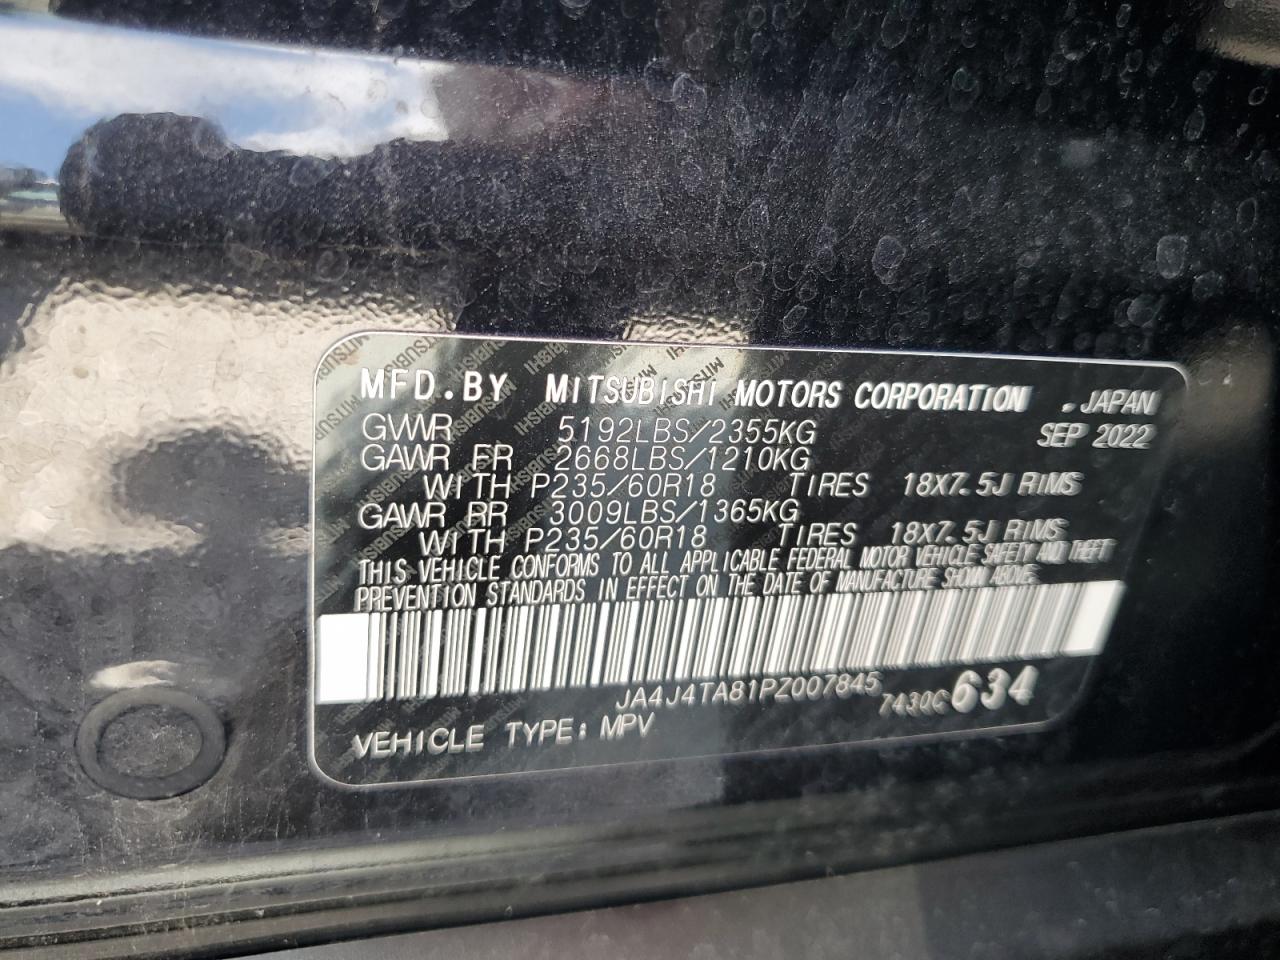 MFD.BY MITSUBISHI MOTORS CORPORATION . JAPAN
GVWR 5192LBS/2355KG SEP 2022
GAWR FR 2668LBS/1210KG
WITH P235/60R18 TIRES 18X7.5J RIMS
GAWR RR 3009LBS/1365KG
WITH P235/60R18 TIRES 18X7.5J RIMS
THIS VEHICLE CONFORMS TO ALL APPLICABLE FEDERAL MOTOR VEHICLE SAFETY AND THEFT
PREVENTION STANDARDS IN EFFECT ON THE DATE OF MANUFACTURE SHOWN ABOVE.
JA4J4TA81PZ007845
7430C 634
VEHICLE TYPE: MPV